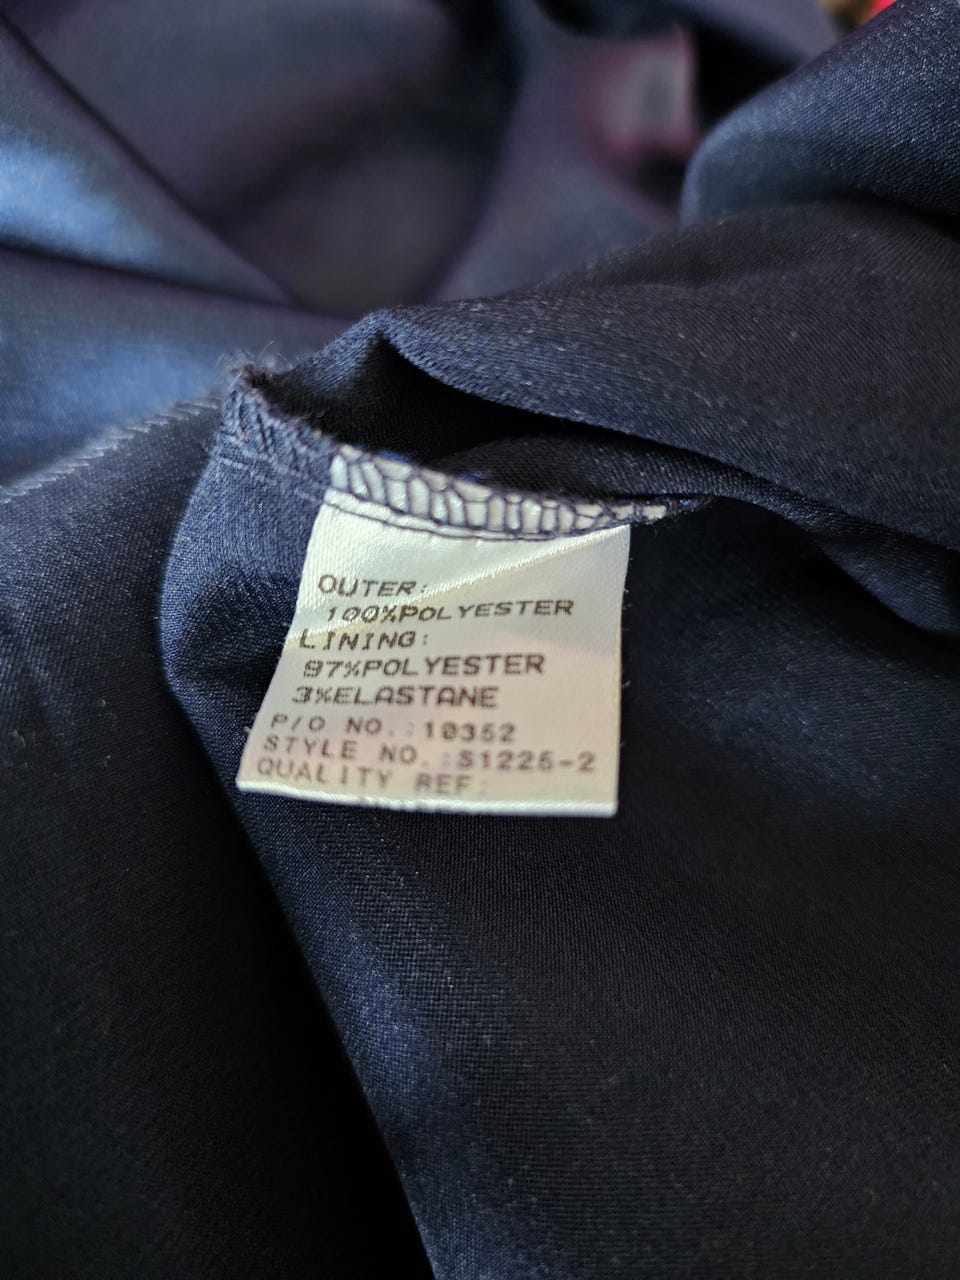 OUTER:
100%POLYESTER
LINING:
97%POLYESTER
3%ELASTANE
P/O NO.:10352
STYLE NO.:S1225-2
QUALITY REF: